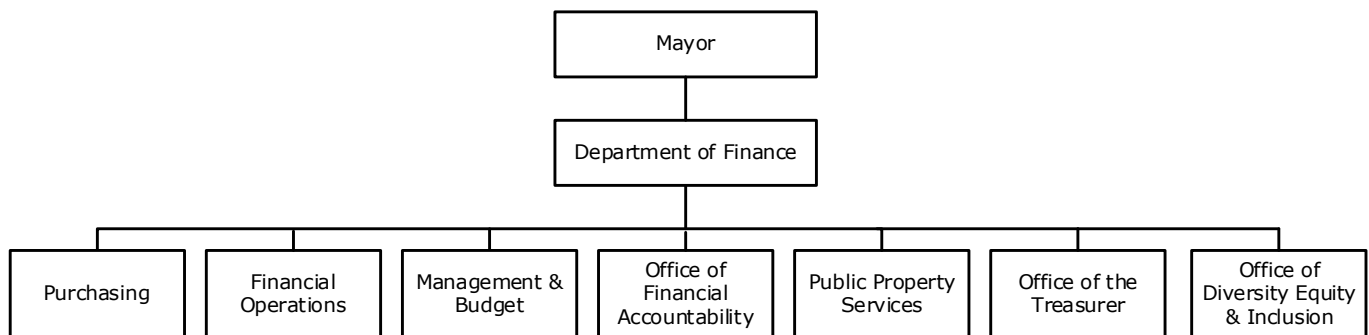 Mayor
Department of Finance
Purchasing
Financial
Operations
Management &
Budget
Office of
Financial
Accountability
Public Property
Services
Office of the
Treasurer
Office of
Diversity Equity
& Inclusion